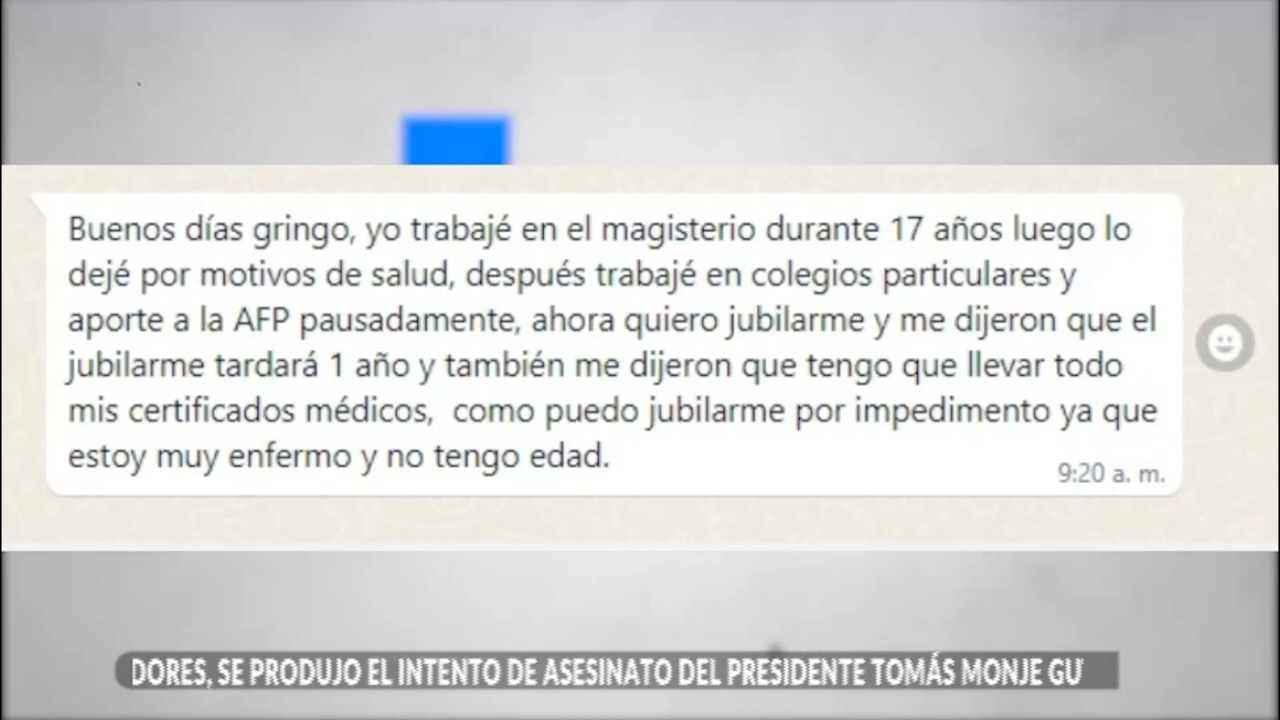 Buenos días gringo, yo trabajé en el magisterio durante 17 años luego lo
dejé por motivos de salud, después trabajé en colegios particulares y
aporte a la AFP pausadamente, ahora quiero jubilarme y me dijeron que el
jubilarme tardará 1 año y también me dijeron que tengo que llevar todo
mis certificados médicos,  como puedo jubilarme por impedimento ya que
estoy muy enfermo y no tengo edad.
9:20 a. m.
DORES, SE PRODUJO EL INTENTO DE ASESINATO DEL PRESIDENTE TOMÁS MONJE GU